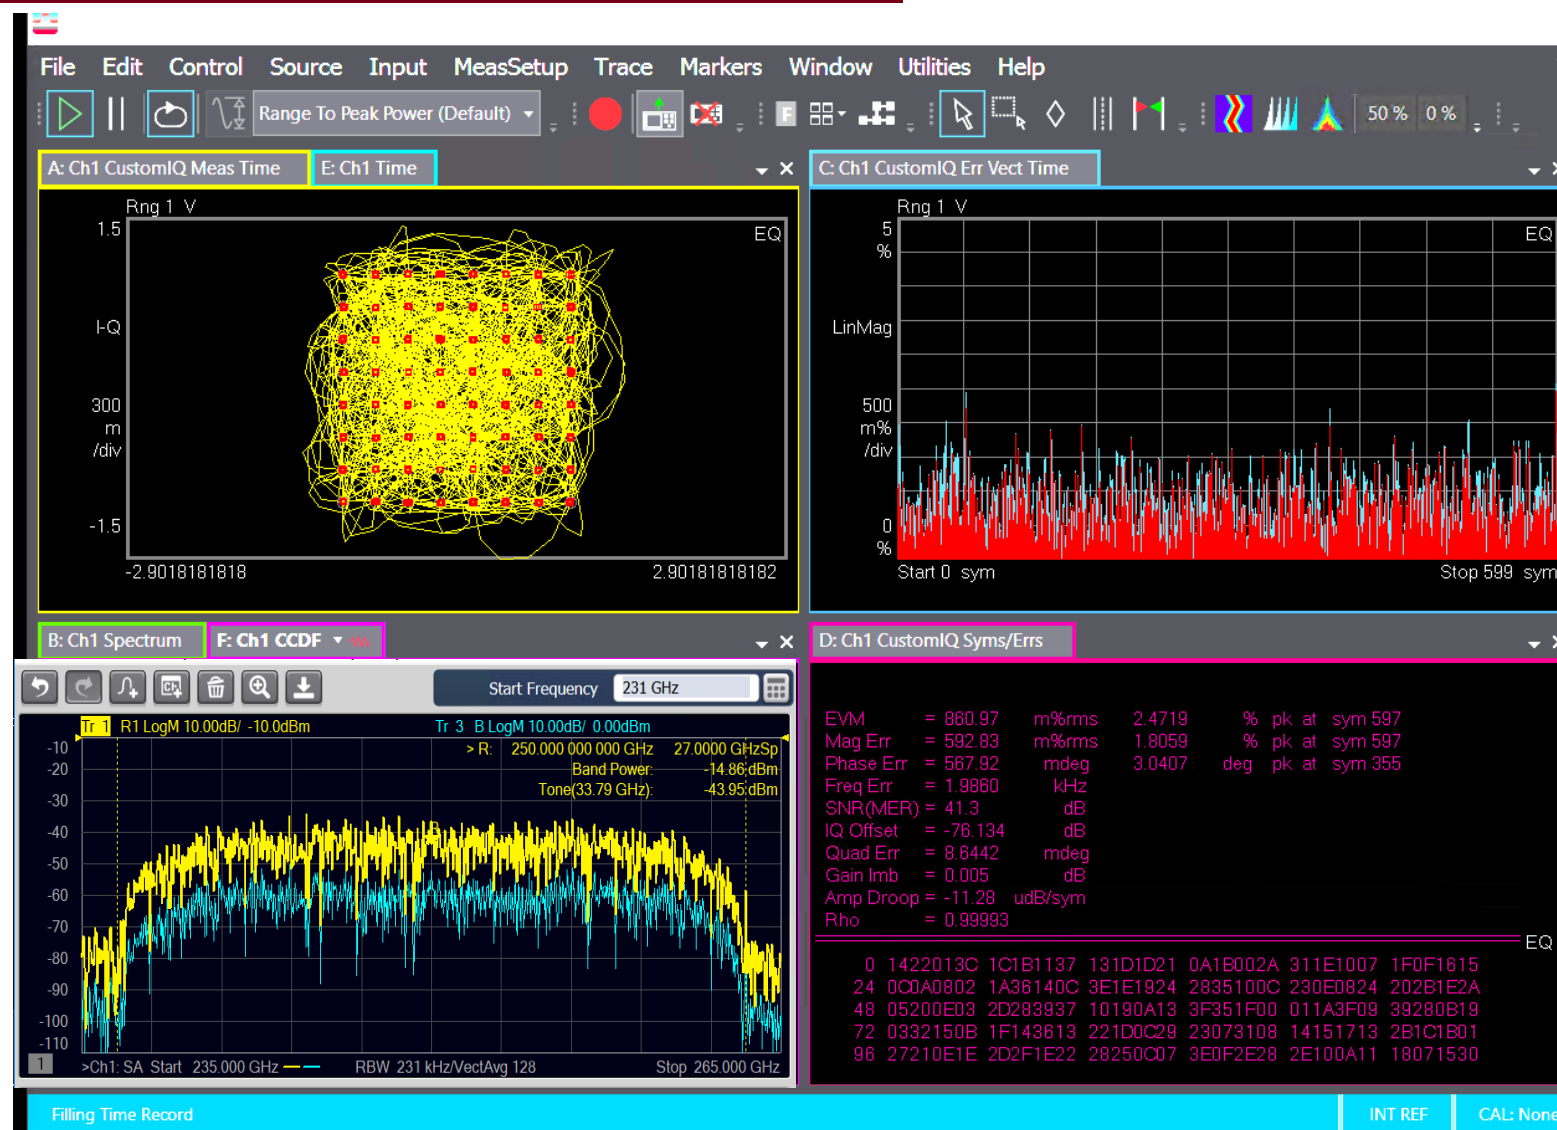 File Edit Control Source Input MeasSetup Trace Markers Window Utilities Help
Range To Peak Power (Default) F 50 % 0 %
A: Ch1 CustomIQ Meas Time E: Ch1 Time
Rng 1 V
1.5
EQ
I-Q
300
m
/div
-1.5
-2.9018181818 2.90181818182
C: Ch1 CustomIQ Err Vect Time
Rng 1 V
5
%
EQ
LinMag
500
m%
/div
0
%
Start 0 sym Stop 599 sym
B: Ch1 Spectrum F: Ch1 CCDF
Ch Start Frequency 231 GHz
Tr 1 R1 LogM 10.00dB/ -10.0dBm Tr 3 B LogM 10.00dB/ 0.00dBm
> R: 250.000 000 000 GHz 27.0000 GHzSp
Band Power: -14.86 dBm
Tone(33.79 GHz): -43.95 dBm
-10
-20
-30
-40
-50
-60
-70
-80
-90
-100
-110
1 >Ch1: SA Start 235.000 GHz RBW 231 kHz/VectAvg 128 Stop 265.000 GHz
D: Ch1 CustomIQ Syms/Errs
EVM = 860.97 m%rms 2.4719 % pk at sym 597
Mag Err = 592.83 m%rms 1.8059 % pk at sym 597
Phase Err = 567.92 mdeg 3.0407 deg pk at sym 355
Freq Err = 1.9860 kHz
SNR(MER) = 41.3 dB
IQ Offset = -76.134 dB
Quad Err = 8.6442 mdeg
Gain Imb = 0.005 dB
Amp Droop = -11.28 udB/sym
Rho = 0.99993
EQ
0 1422013C 1C1B1137 131D1D21 0A1B002A 311E1007 1F0F1615
24 0C0A0802 1A36140C 3E1E1924 2835100C 230E0824 202B1E2A
48 05200E03 2D283937 10190A13 3F351F00 011A3F09 39280B19
72 0332150B 1F143613 221D0C29 23073108 14151713 2B1C1B01
96 27210E1E 2D2F1E22 28250C07 3E0F2E28 2E100A11 18071530
Filling Time Record INT REF CAL: None